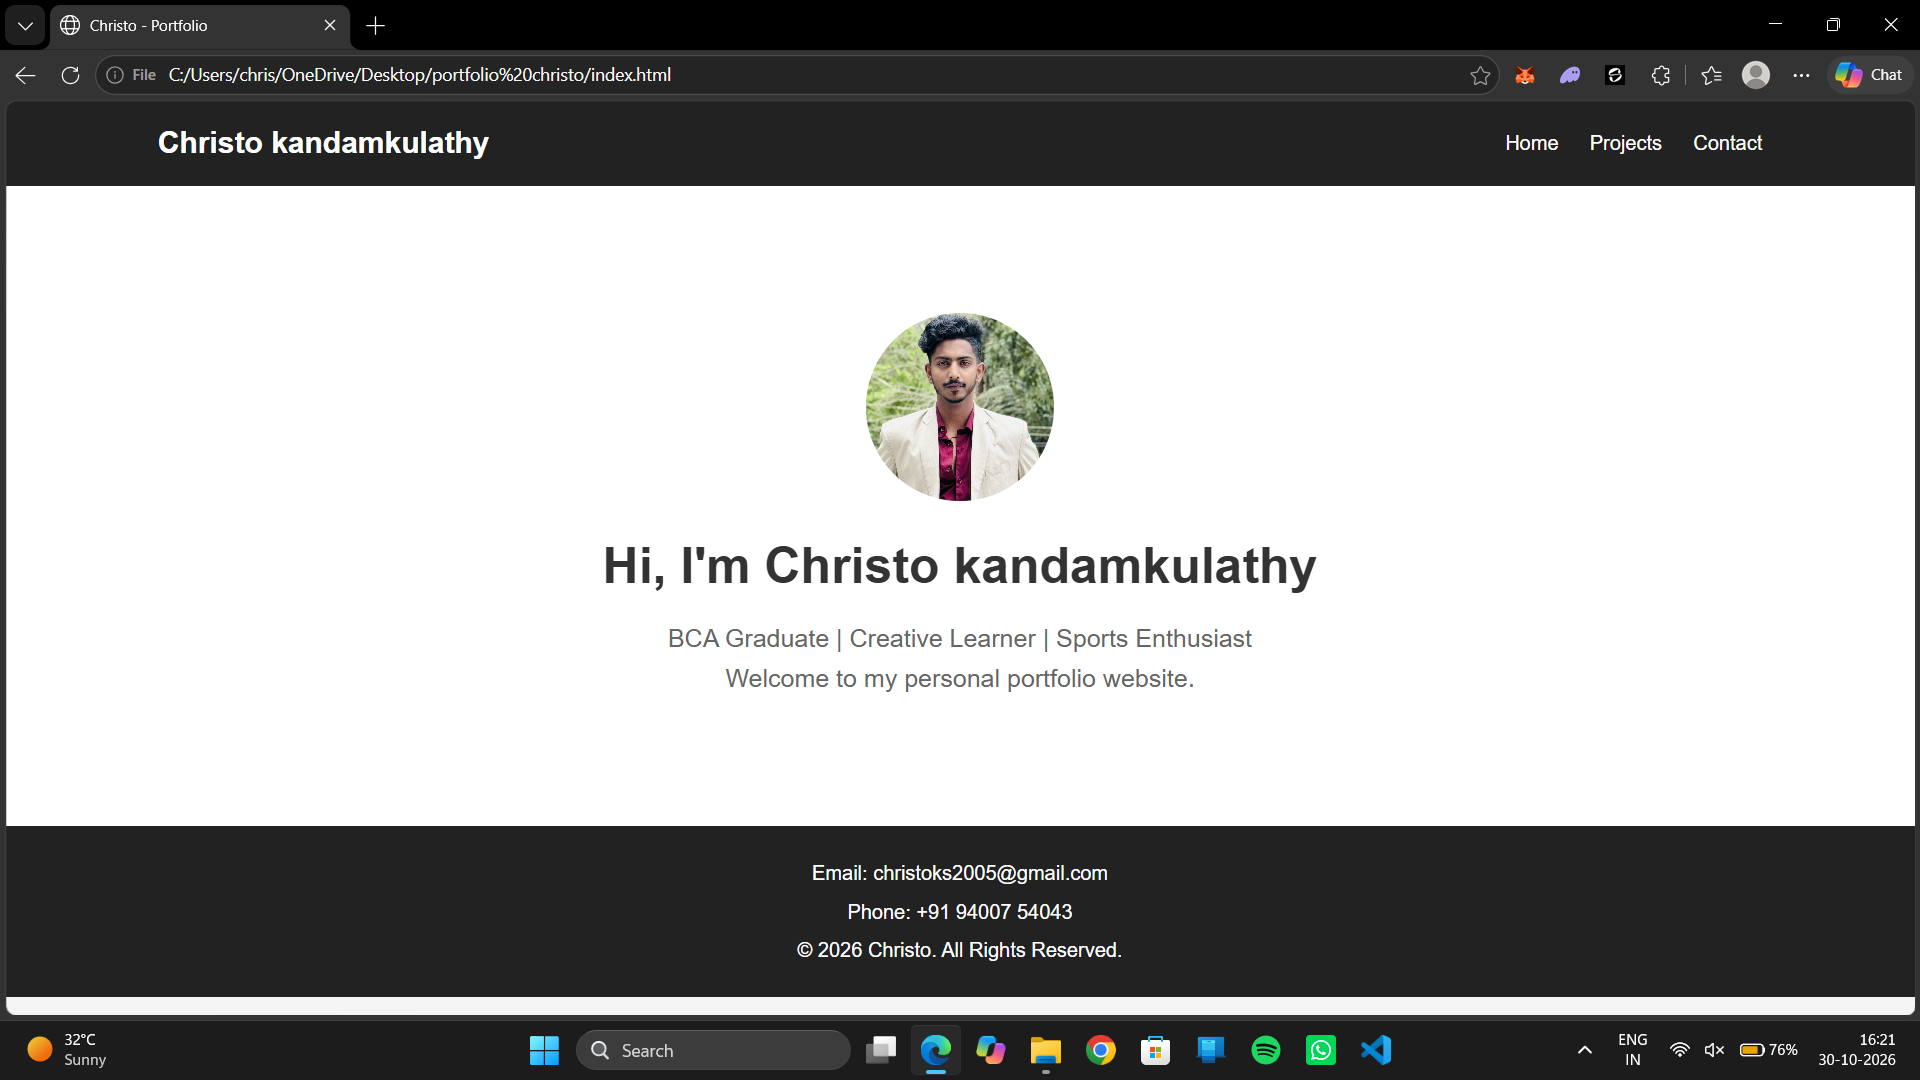 Christo - Portfolio
File C:/Users/chris/OneDrive/Desktop/portfolio%20christo/index.html
Chat
Christo kandamkulathy
Home Projects Contact
Hi, I'm Christo kandamkulathy
BCA Graduate | Creative Learner | Sports Enthusiast
Welcome to my personal portfolio website.
Email: christoks2005@gmail.com
Phone: +91 94007 54043
© 2026 Christo. All Rights Reserved.
32°C
Sunny
Search
ENG
IN
76%
16:21
30-10-2026